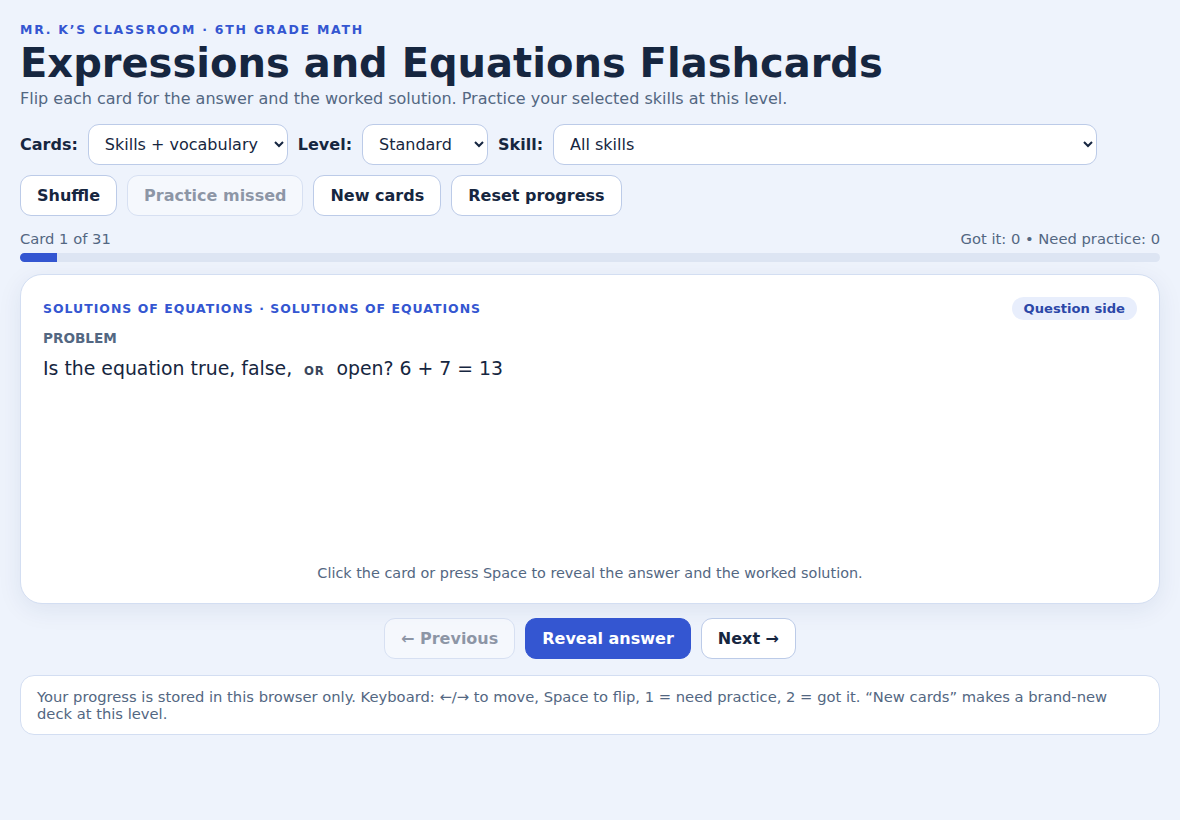 MR. K’S CLASSROOM · 6TH GRADE MATH
Expressions and Equations Flashcards
Flip each card for the answer and the worked solution. Practice your selected skills at this level.
Cards: Skills + vocabulary Level: Standard Skill: All skills
Shuffle Practice missed New cards Reset progress
Card 1 of 31 Got it: 0 • Need practice: 0
SOLUTIONS OF EQUATIONS · SOLUTIONS OF EQUATIONS Question side
PROBLEM
Is the equation true, false, OR open? 6 + 7 = 13
Click the card or press Space to reveal the answer and the worked solution.
← Previous Reveal answer Next →
Your progress is stored in this browser only. Keyboard: ←/→ to move, Space to flip, 1 = need practice, 2 = got it. “New cards” makes a brand-new
deck at this level.